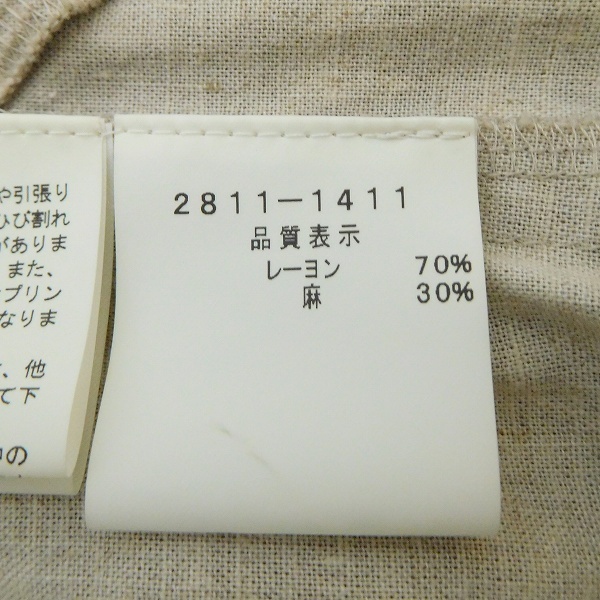 や引張り
ひび割れ
がありま
。また、
プリン
なりま
、他
て下
の
2811-1411
品質表示
レーヨン 70%
麻 30%